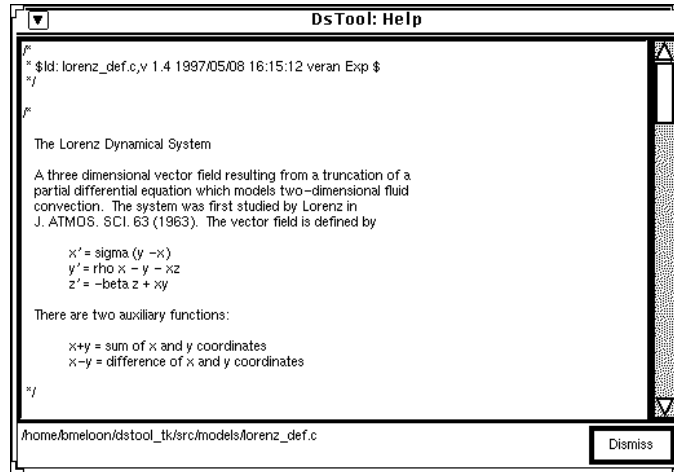 DsTool: Help
/*
* $Id: lorenz_def.c,v 1.4 1997/05/08 16:15:12 veran Exp $
*/
/*
The Lorenz Dynamical System
A three dimensional vector field resulting from a truncation of a
partial differential equation which models two-dimensional fluid
convection. The system was first studied by Lorenz in
J. ATMOS. SCI. 63 (1963). The vector field is defined by
x' = sigma (y -x)
y' = rho x - y - xz
z' = -beta z + xy
There are two auxiliary functions:
x+y = sum of x and y coordinates
x-y = difference of x and y coordinates
*/
/home/bmeloon/dstool_tk/src/models/lorenz_def.c
Dismiss